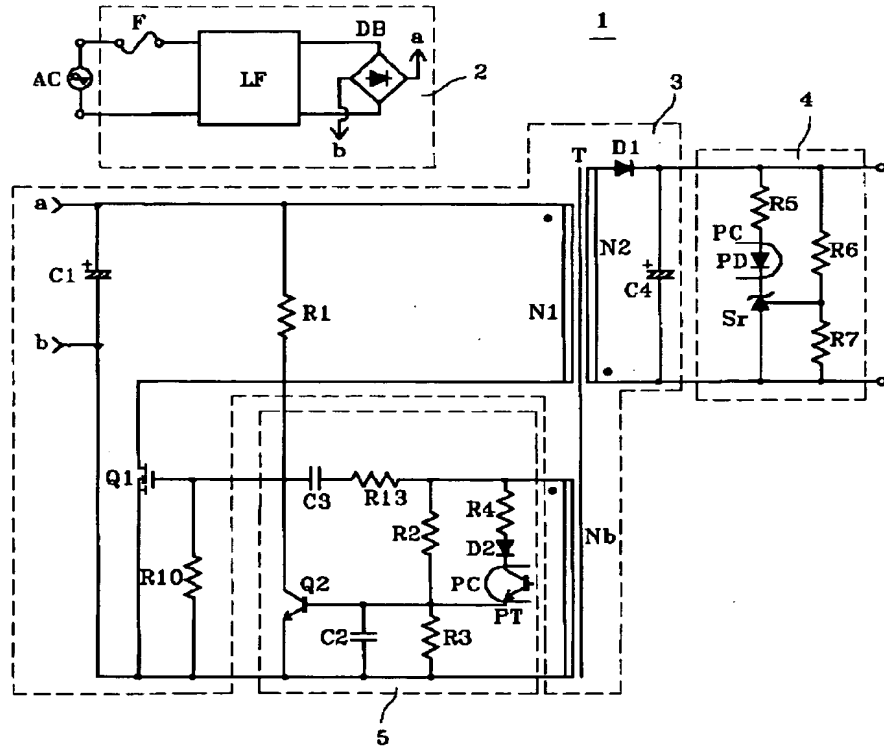 F
DB
a
1
AC
LF
2
b
3
4
T
D1
a
R5
PC
N2
R6
C1
+
PD
+
C4
R1
N1
b
Sr
R7
Q1
C3
R13
R4
R2
D2
Nb
R10
Q2
PC
C2
R3
PT
5